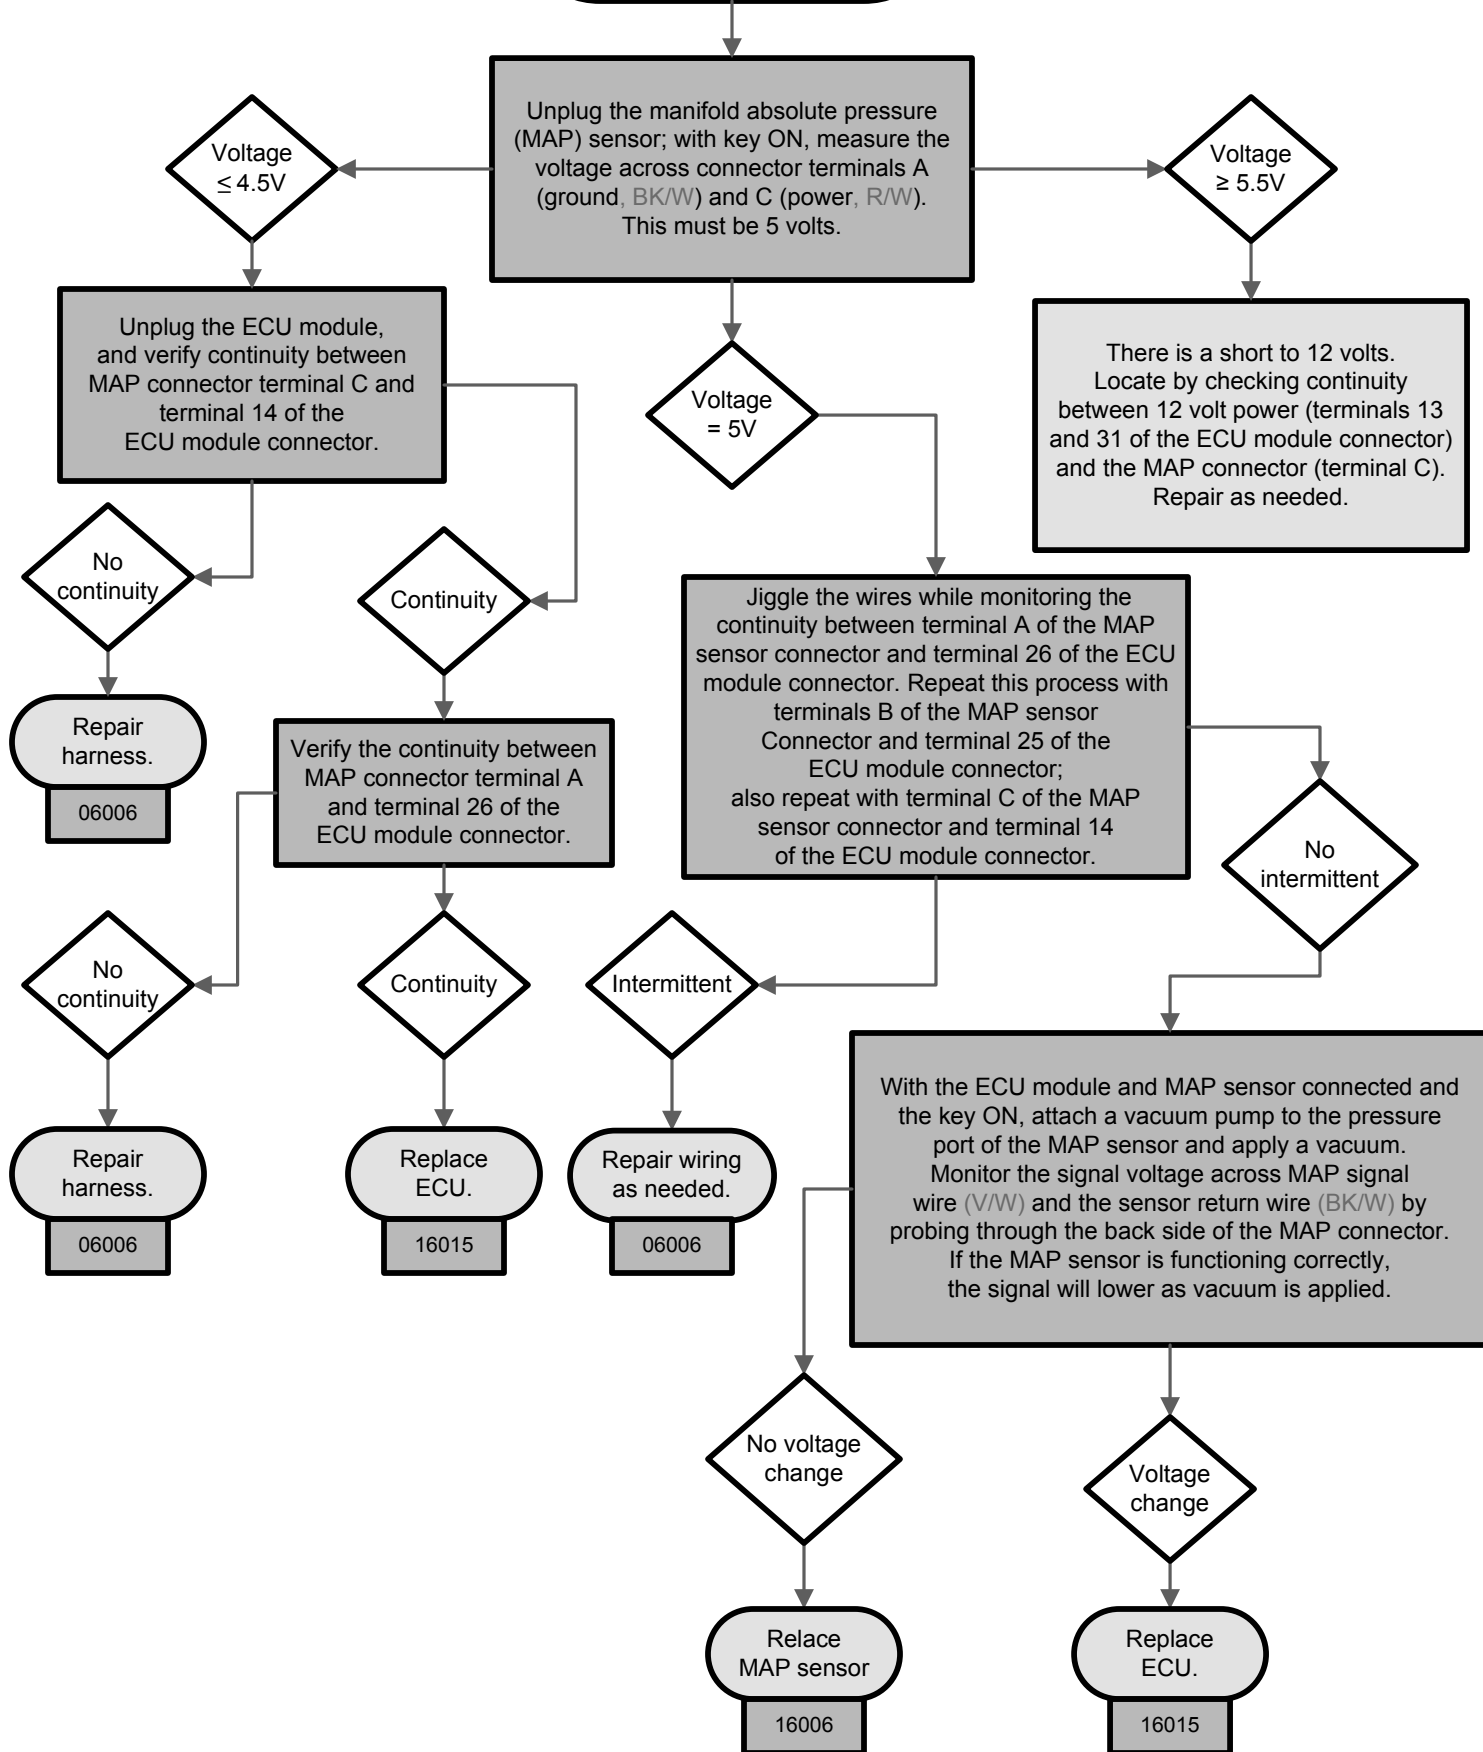 Unplug the manifold absolute pressure
(MAP) sensor; with key ON, measure the
voltage across connector terminals A
(ground, BK/W) and C (power, R/W).
This must be 5 volts.
Voltage
≤ 4.5V
Voltage
≥ 5.5V
Unplug the ECU module,
and verify continuity between
MAP connector terminal C and
terminal 14 of the
ECU module connector.
Voltage
= 5V
There is a short to 12 volts.
Locate by checking continuity
between 12 volt power (terminals 13
and 31 of the ECU module connector)
and the MAP connector (terminal C).
Repair as needed.
No
continuity
Continuity
Jiggle the wires while monitoring the
continuity between terminal A of the MAP
sensor connector and terminal 26 of the ECU
module connector. Repeat this process with
terminals B of the MAP sensor
Connector and terminal 25 of the
ECU module connector;
also repeat with terminal C of the MAP
sensor connector and terminal 14
of the ECU module connector.
Repair
harness.
06006
Verify the continuity between
MAP connector terminal A
and terminal 26 of the
ECU module connector.
No
intermittent
No
continuity
Continuity
Intermittent
With the ECU module and MAP sensor connected and
the key ON, attach a vacuum pump to the pressure
port of the MAP sensor and apply a vacuum.
Monitor the signal voltage across MAP signal
wire (V/W) and the sensor return wire (BK/W) by
probing through the back side of the MAP connector.
If the MAP sensor is functioning correctly,
the signal will lower as vacuum is applied.
Repair
harness.
06006
Replace
ECU.
16015
Repair wiring
as needed.
06006
No voltage
change
Voltage
change
Relace
MAP sensor
16006
Replace
ECU.
16015